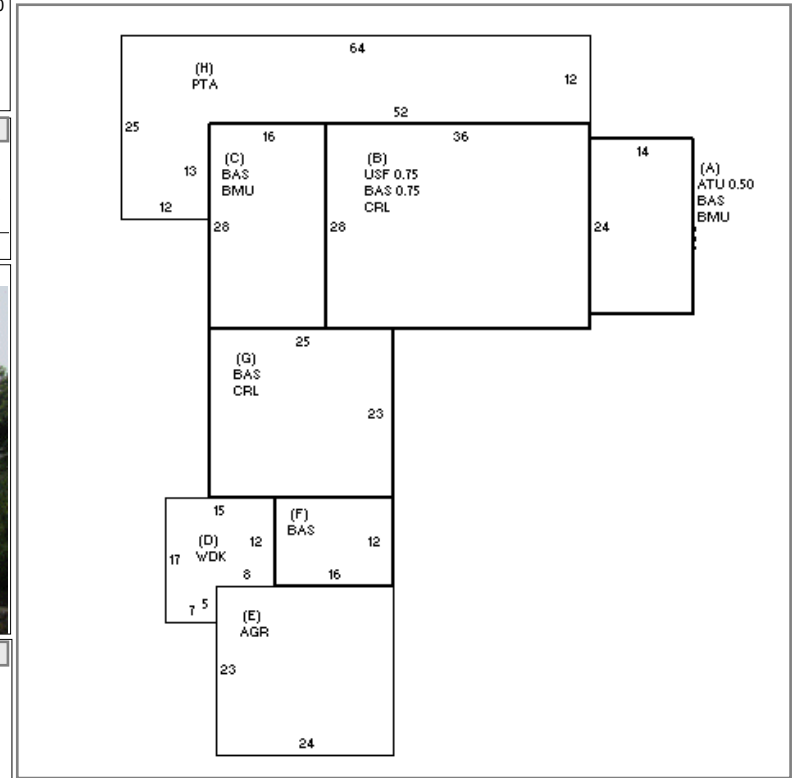 64
(H)
PTA
12
25
52
16
36
14
(C)
BAS
BMU
(B)
USF 0.75
BAS 0.75
CRL
(A)
ATU 0.50
BAS
BMU
13
12
28
28
24
25
(G)
BAS
CRL
23
15
(F)
BAS
(D)
WDK
12
12
17
8
16
7
5
(E)
AGR
23
24